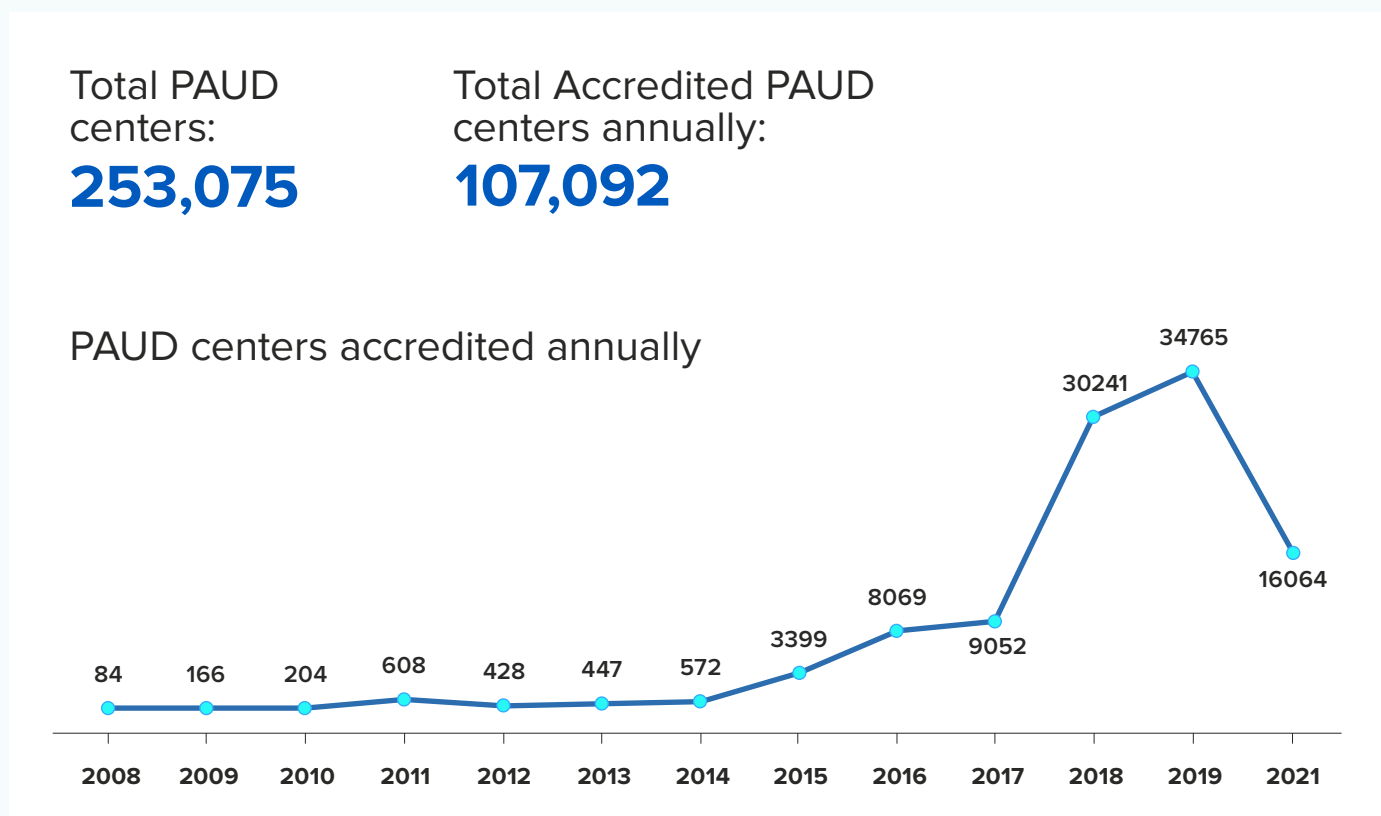 Total PAUD
centers:
253,075
Total Accredited PAUD
centers annually:
107,092
PAUD centers accredited annually
84
166
204
608
428
447
572
3399
8069
9052
30241
34765
16064
2008 2009 2010 2011 2012 2013 2014 2015 2016 2017 2018 2019 2021